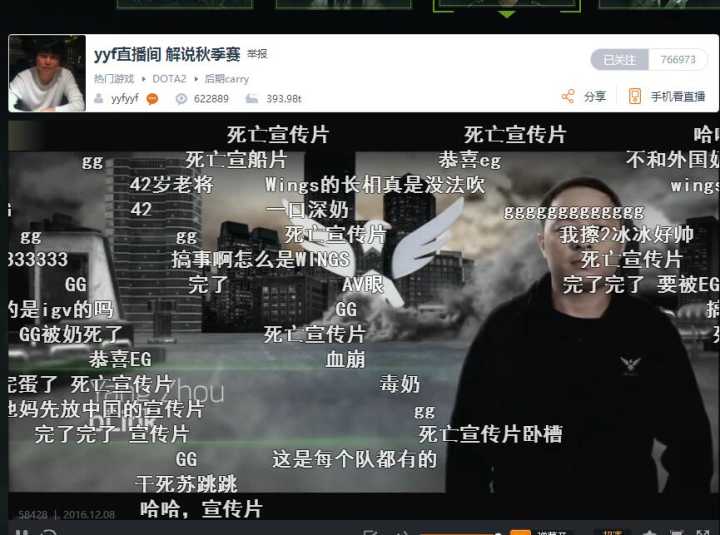 yyf直播间 解说秋季赛 举报
已关注 766973
热门游戏 DOTA2 后期carry
yyfyyf 622889 393.98t
分享 手机看直播
死亡宣传片 死亡宣传片 哈
gg 死亡宣船片 恭喜eg 不和外国
42岁老将 Wings的长相真是没法吹 wing
42 一口深奶 ggggggggggggg
gg gg 死亡宣传片 我擦?冰冰好帅
333333 搞事啊怎么是WINGS 死亡宣传片
GG 完了 AV眼 完了完了 要被EG
的是igv的吗 GG
GG被奶死了 死亡宣传片
恭喜EG 血崩
完蛋了 死亡宣传片 毒奶
Yang Zhou
他妈先放中国的宣传片 gg
bLink
完了完了 宣传片 死亡宣传片卧槽
GG 这是每个队都有的
干死苏跳跳
58428 | 2016.12.08 哈哈，宣传片